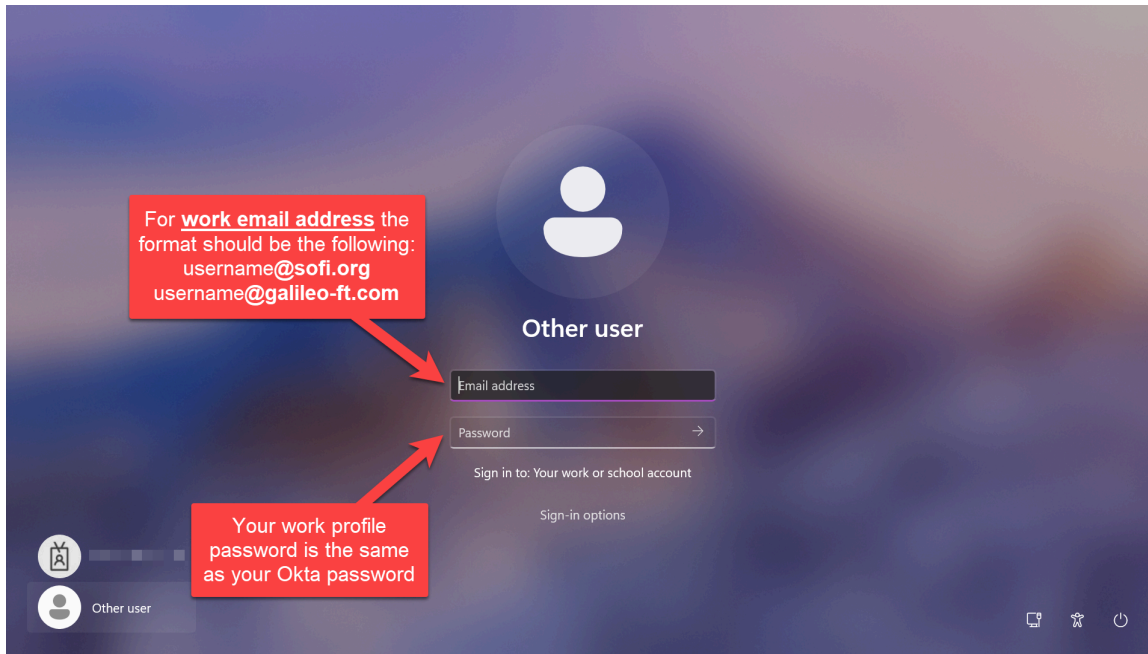 For work email address the
format should be the following:
username@sofi.org
username@galileo-ft.com
Other user
Email address
Password
Sign in to: Your work or school account
Sign-in options
Your work profile
password is the same
as your Okta password
Other user